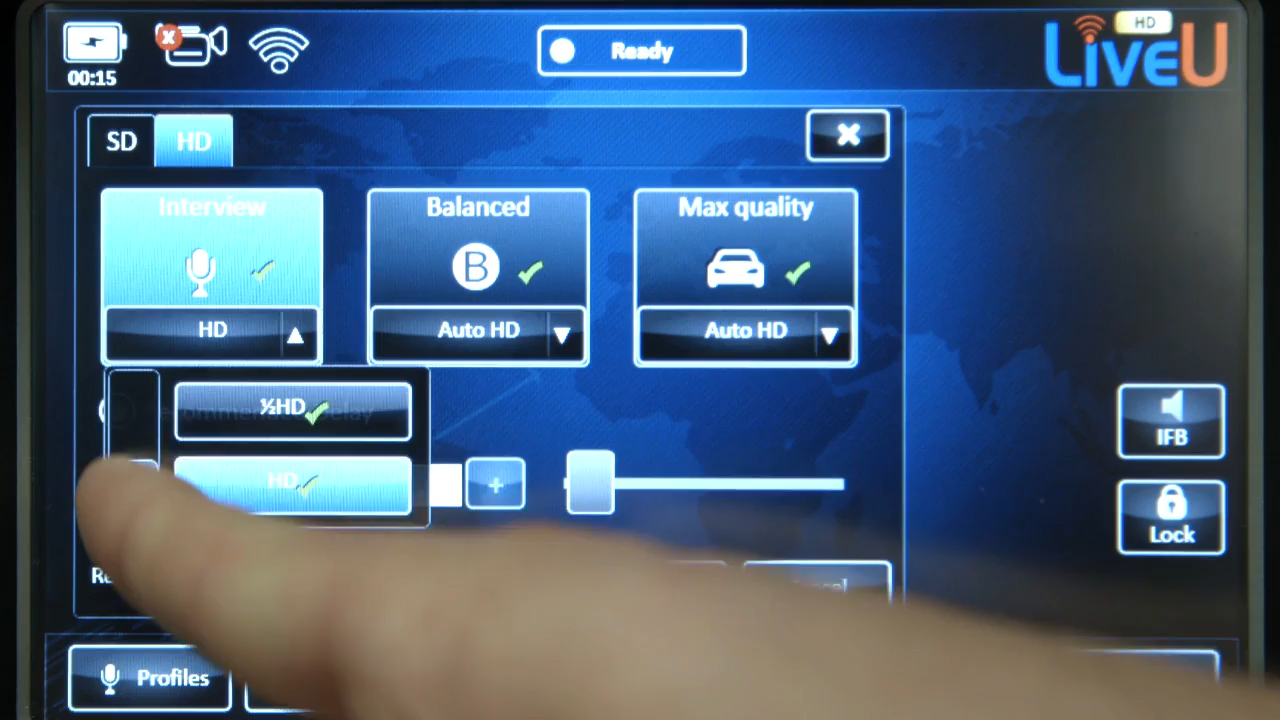 00:15
Ready
HD
LiveU
SD
HD
Interview
Balanced
Max quality
B
HD
Auto HD
Auto HD
½HD
HD
+
IFB
Lock
Profiles